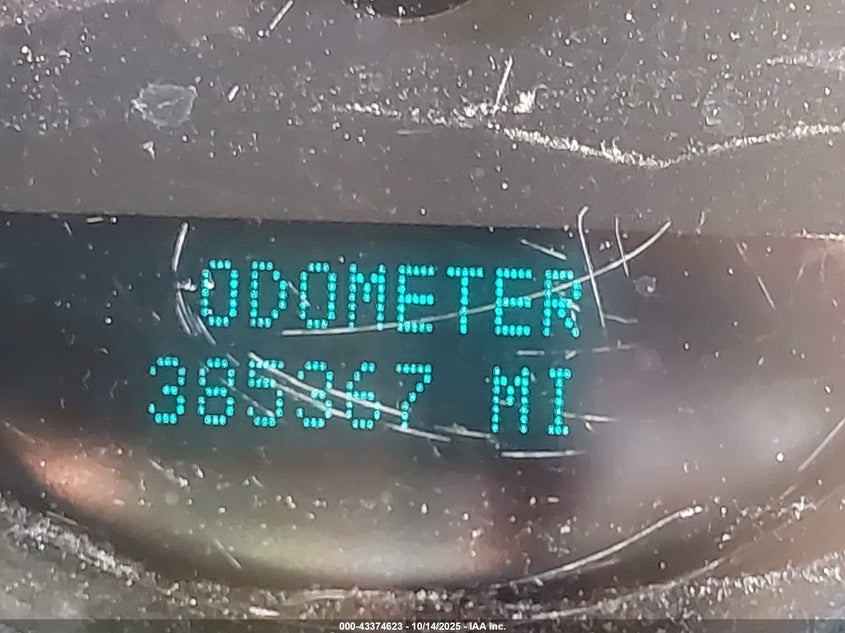 ODOMETER
385367 MI
000-43374623 - 10/14/2025 - IAA Inc.